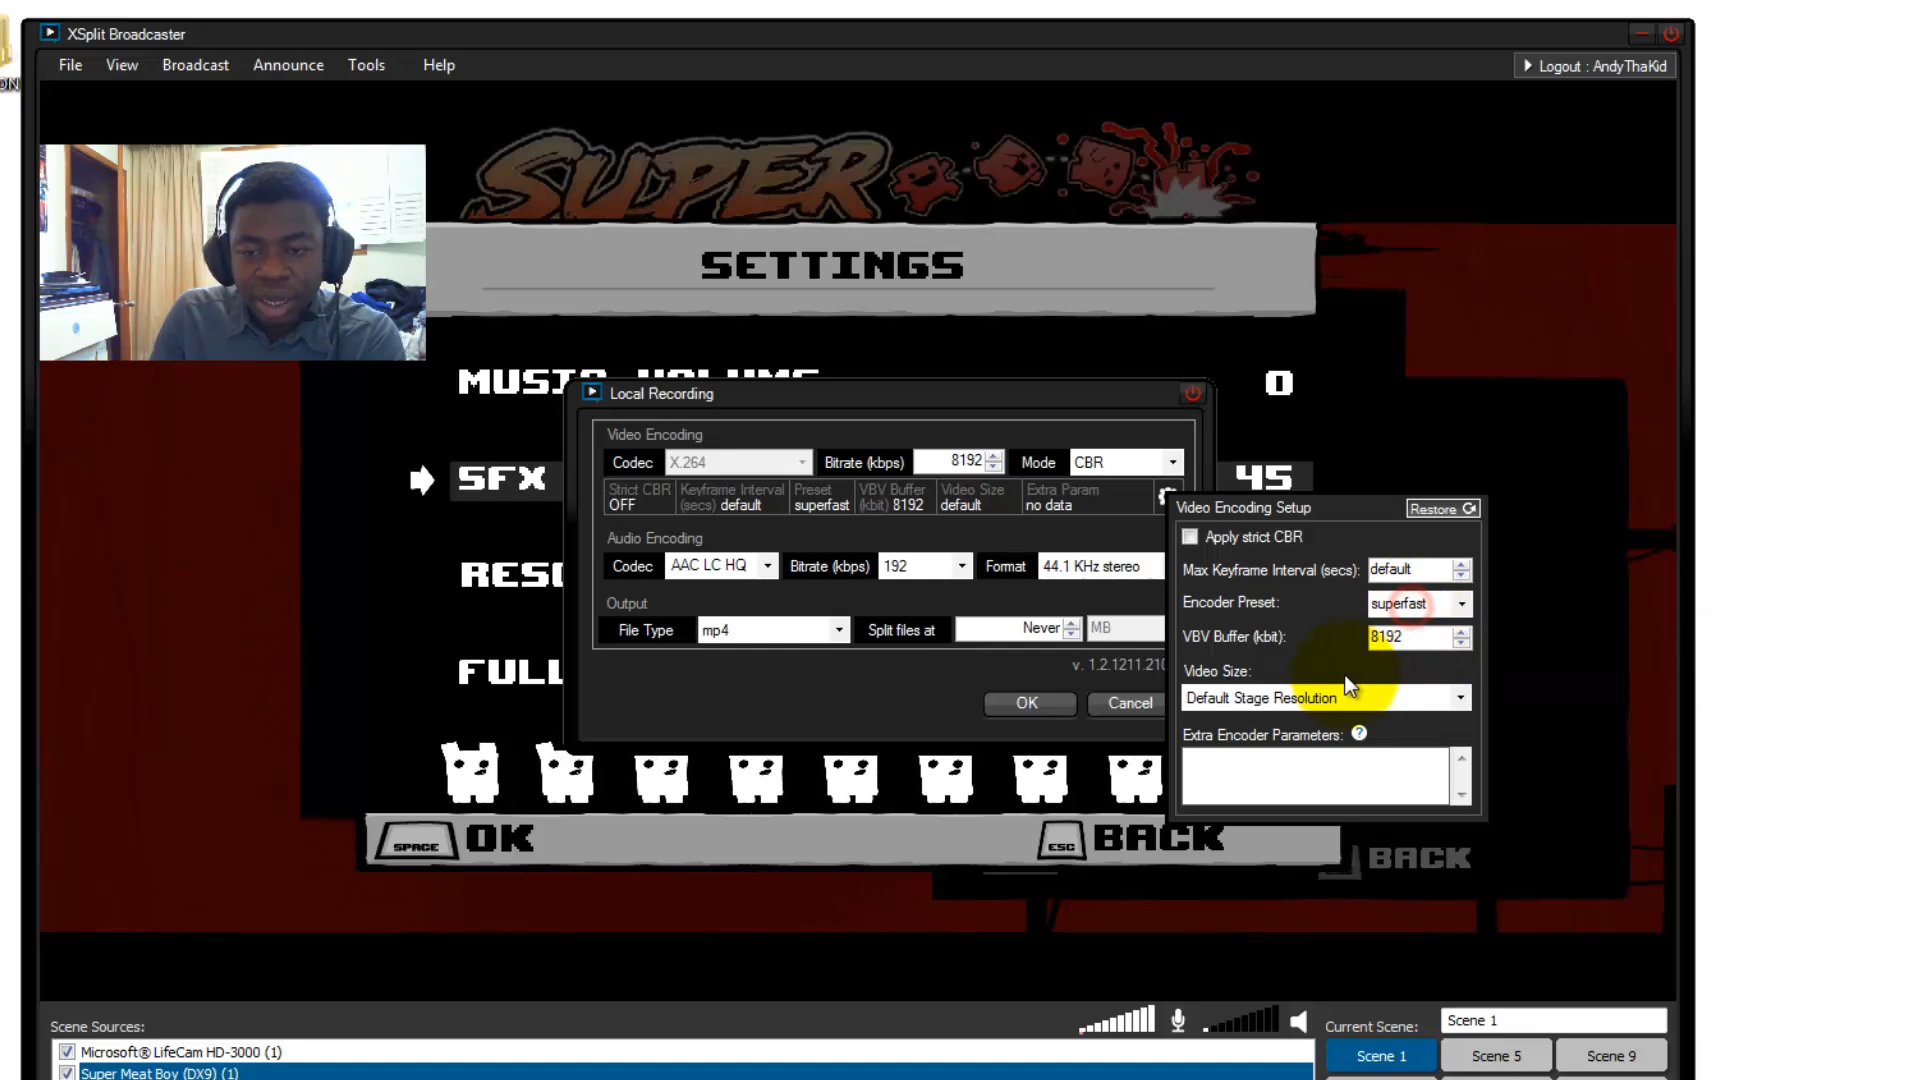 XSplit Broadcaster
File View Broadcast Announce Tools Help
Logout : AndyThaKid
SUPER
SETTINGS
0
Local Recording
Video Encoding
Codec X.264 Bitrate (kbps) 8192 Mode CBR
Strict CBR Keyframe Interval Preset VBV Buffer Video Size Extra Param
OFF (secs) default superfast (kbit) 8192 default no data
Audio Encoding
Codec AAC LC HQ Bitrate (kbps) 192 Format 44.1 KHz stereo
Output
File Type mp4 Split files at Never MB
v. 1.2.1211.210
OK Cancel
SFX 45
Video Encoding Setup Restore
Apply strict CBR
Max Keyframe Interval (secs): default
Encoder Preset: superfast
VBV Buffer (kbit): 8192
Video Size:
Default Stage Resolution
Extra Encoder Parameters: ?
SPACE OK ESC BACK
BACK
Scene Sources:
Microsoft® LifeCam HD-3000 (1)
Super Meat Boy (DX9) (1)
Current Scene: Scene 1
Scene 1 Scene 5 Scene 9